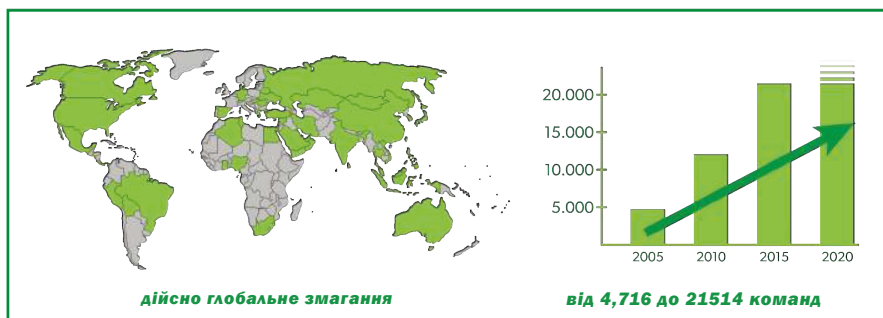 20.000
15.000
10.000
5.000
2005 2010 2015 2020
дійсно глобальне змагання
від 4,716 до 21514 команд